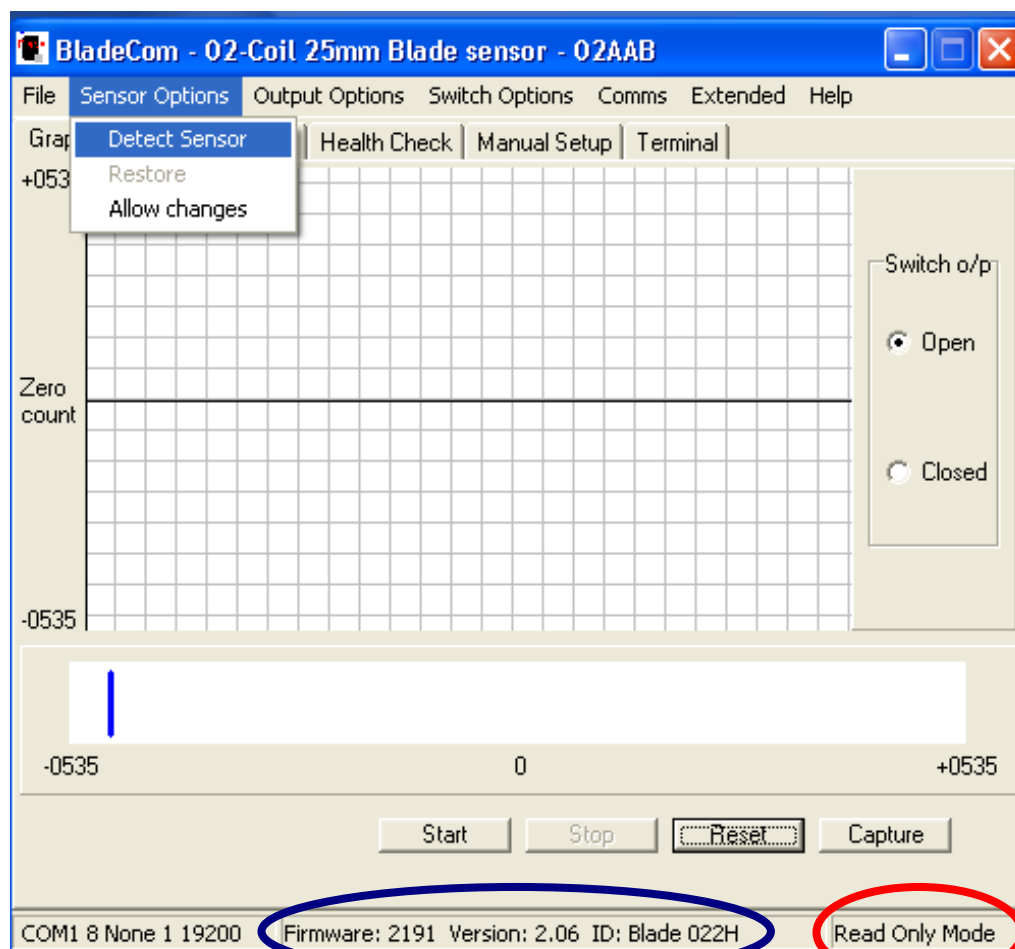 BladeCom - 02-Coil 25mm Blade sensor - 02AAB
File Sensor Options Output Options Switch Options Comms Extended Help
Detect Sensor
Restore
Allow changes
Grap
Health Check Manual Setup Terminal
+053
Switch o/p
Open
Closed
Zero
count
-0535
-0535 0 +0535
Start Stop Reset Capture
COM1 8 None 1 19200 Firmware: 2191 Version: 2.06 ID: Blade 022H Read Only Mode